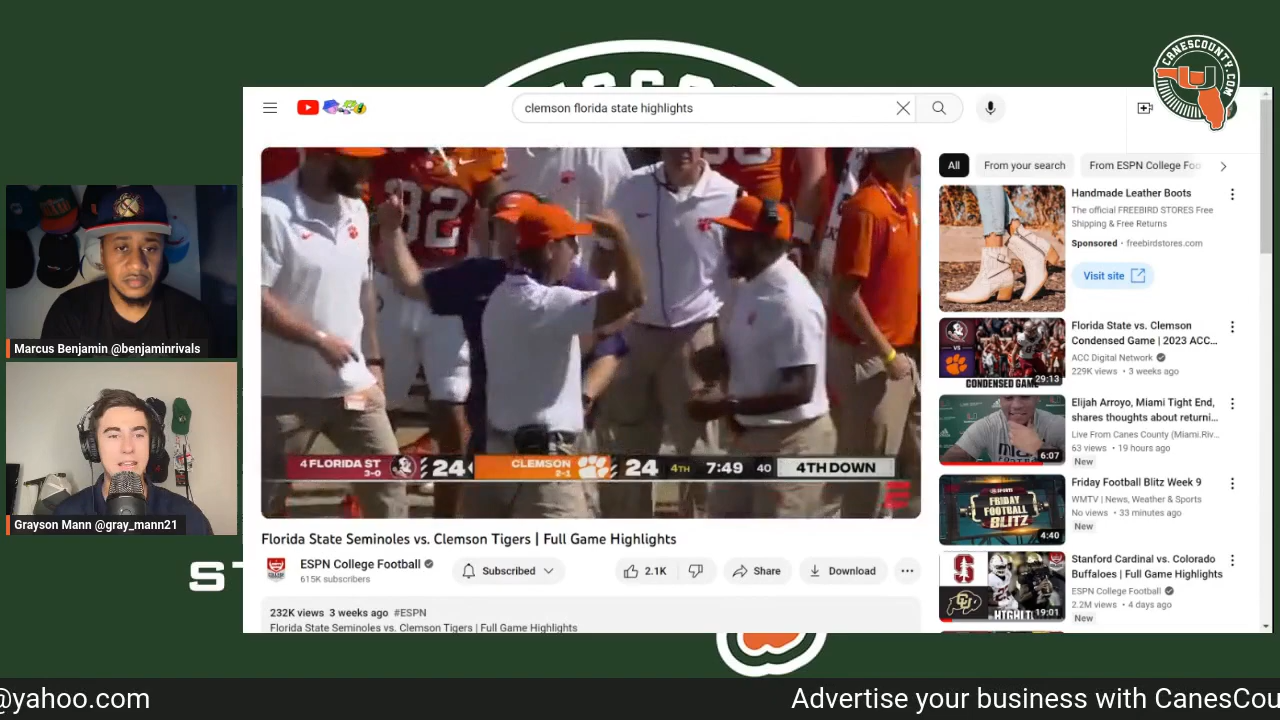 CANESCOUNTY.COM
clemson florida state highlights
All
From your search
From ESPN College Foo
Handmade Leather Boots
The official FREEBIRD STORES Free
Shipping & Free Returns
Sponsored · freebirdstores.com
Visit site
Florida State vs. Clemson
Condensed Game | 2023 ACC...
ACC Digital Network
229K views • 3 weeks ago
VS
CONDENSED GAME
29:13
Elijah Arroyo, Miami Tight End,
shares thoughts about returni...
Live From Canes County (Miami.Riv...
63 views • 19 hours ago
New
6:07
Friday Football Blitz Week 9
WMTV | News, Weather & Sports
No views • 33 minutes ago
New
FRIDAY
FOOTBALL
BLITZ
4:40
Stanford Cardinal vs. Colorado
Buffaloes | Full Game Highlights
ESPN College Football
2.2M views • 4 days ago
New
19:01
92
4 FLORIDA ST
3-0
24
CLEMSON
2-1
24
4TH
7:49
40
4TH DOWN
Marcus Benjamin @benjaminrivals
Grayson Mann @gray_mann21
Florida State Seminoles vs. Clemson Tigers | Full Game Highlights
ESPN College Football
615K subscribers
Subscribed
2.1K
Share
Download
232K views 3 weeks ago #ESPN
Florida State Seminoles vs. Clemson Tigers | Full Game Highlights
@yahoo.com
Advertise your business with CanesCou